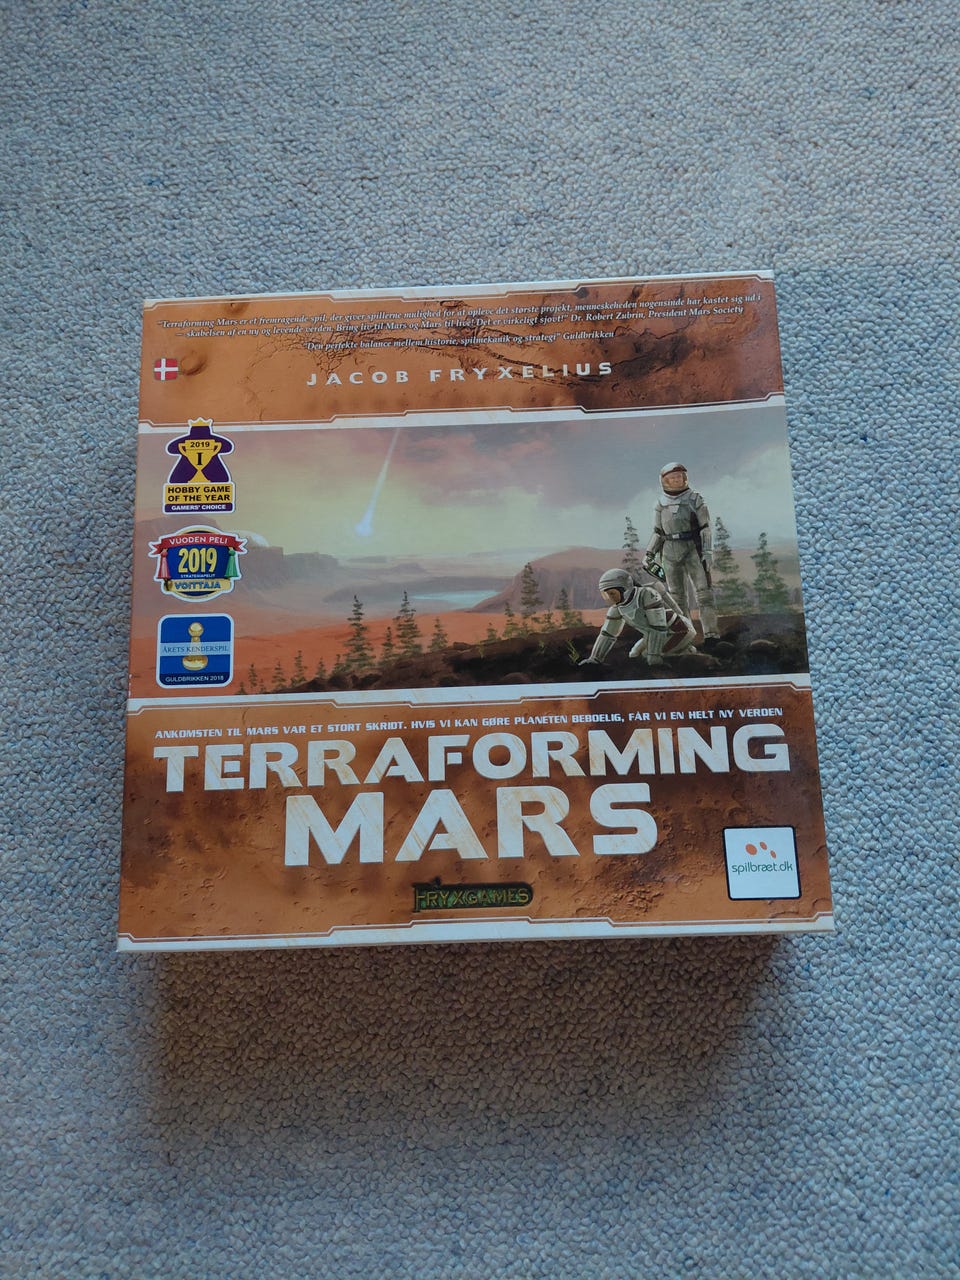 "Terraforming Mars er et fremragende spil, der giver spillerne mulighed for at opleve det største projekt, menneskeheden nogensinde har kastet sig ud i
skabelsen af en ny og levende verden. Bring liv til Mars og Mars til live! Det er virkeligt sjovt!" Dr. Robert Zubrin, President Mars Society
"Den perfekte balance mellem historie, spilmekanik og strategi" Guldbrikken
JACOB FRYXELIUS
2019
I
HOBBY GAME
OF THE YEAR
GAMERS' CHOICE
VUODEN PELI
2019
STRATEGIAPELIT
VOITTAJA
ÅRETS KENDERSPIL
GULDBRIKKEN 2018
ANKOMSTEN TIL MARS VAR ET STORT SKRIDT. HVIS VI KAN GØRE PLANETEN BEBOELIG, FÅR VI EN HELT NY VERDEN
TERRAFORMING
MARS
FRYXGAMES
spilbræt.dk